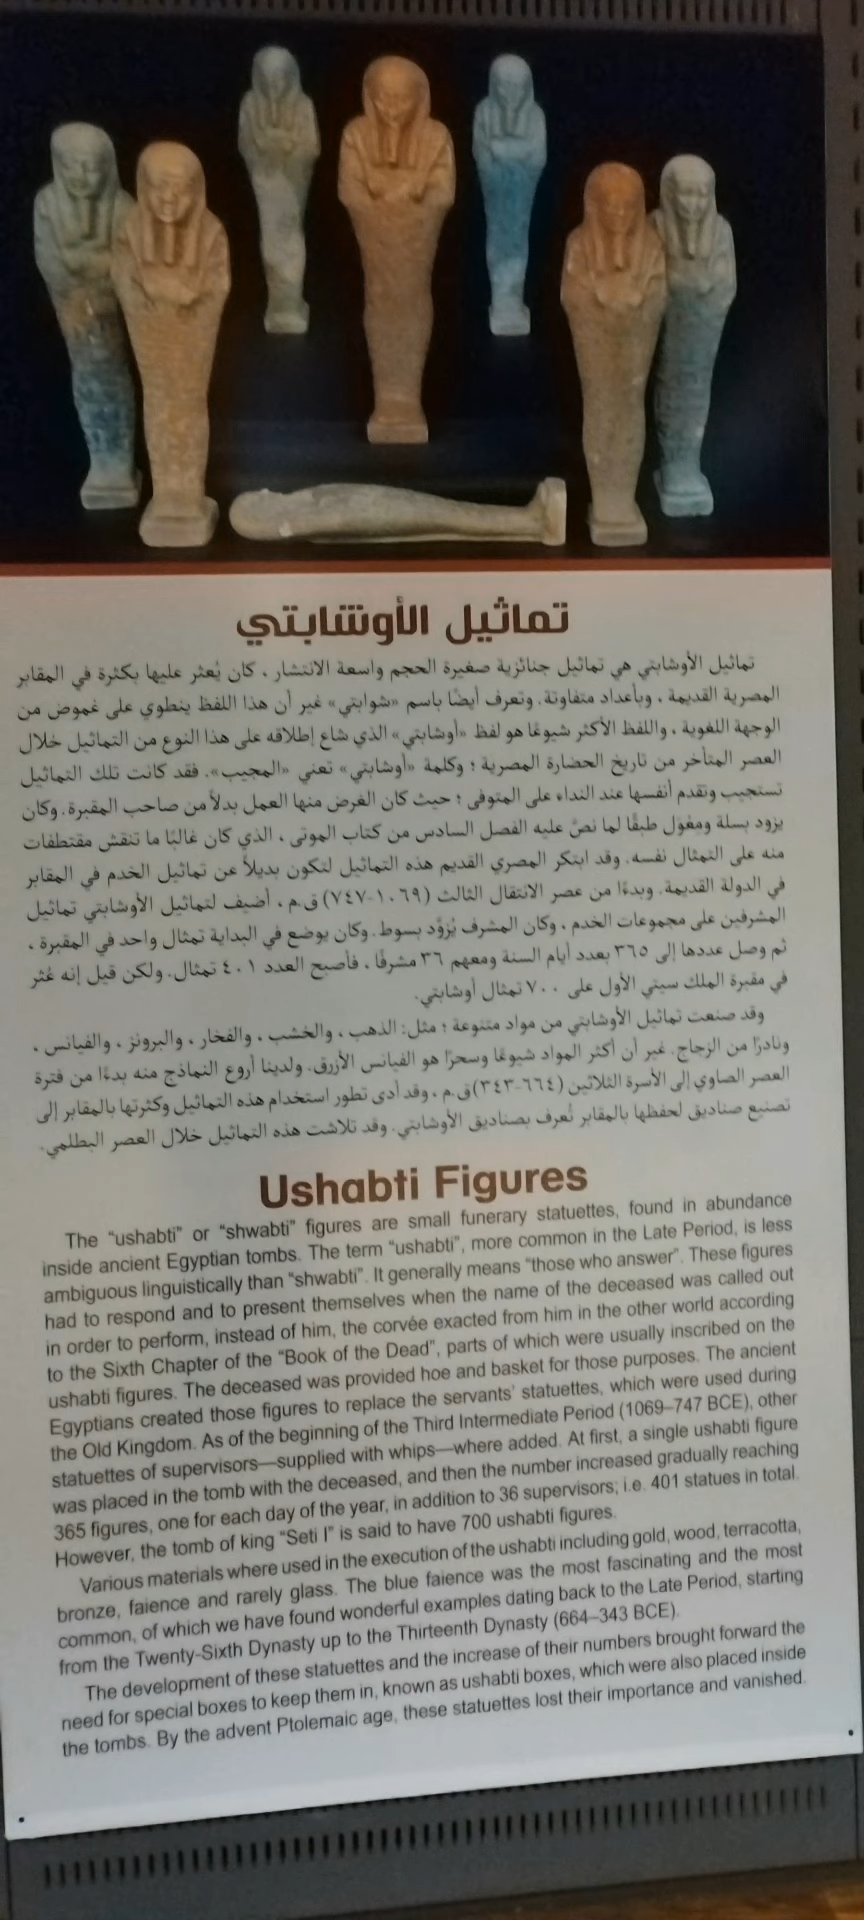 تماثيل الأوشابتي
تماثيل الأوشابتي هي تماثيل جنائزية صغيرة الحجم واسعة الانتشار ، كان يُعثر عليها بكثرة في المقابر
المصرية القديمة ، وبأعداد متفاوتة. وتعرف أيضًا باسم «شوابتي» غير أن هذا اللفظ ينطوي على غموض من
الوجهة اللغوية ، واللفظ الأكثر شيوعًا هو لفظ «أوشابتي» الذي شاع إطلاقه على هذا النوع من التماثيل خلال
العصر المتأخر من تاريخ الحضارة المصرية ؛ وكلمة «أوشابتي» تعني «المجيب». فقد كانت تلك التماثيل
تستجيب وتقدم أنفسها عند النداء على المتوفى ؛ حيث كان الغرض منها العمل بدلاً من صاحب المقبرة. وكان
يزود بسلة ومعول طبقًا لما نصَّ عليه الفصل السادس من كتاب الموتى ، الذي كان غالبًا ما تنقش مقتطفات
منه على التمثال نفسه. وقد ابتكر المصري القديم هذه التماثيل لتكون بديلاً عن تماثيل الخدم في المقابر
في الدولة القديمة. وبدءًا من عصر الانتقال الثالث (١٠٦٩-٧٤٧) ق.م ، أضيف لتماثيل الأوشابتي تماثيل
المشرفين على مجموعات الخدم ، وكان المشرف يُزوَّد بسوط. وكان يوضع في البداية تمثال واحد في المقبرة ،
ثم وصل عددها إلى ٣٦٥ بعدد أيام السنة ومعهم ٣٦ مشرفًا ، فأصبح العدد ٤٠١ تمثال. ولكن قيل إنه عُثر
في مقبرة الملك سيتي الأول على ٧٠٠ تمثال أوشابتي.
وقد صنعت تماثيل الأوشابتي من مواد متنوعة ؛ مثل: الذهب ، والخشب ، والفخار ، والبرونز ، والفيانس ،
ونادرًا من الزجاج. غير أن أكثر المواد شيوعًا وسحرًا هو الفيانس الأزرق. ولدينا أروع النماذج منه بدءًا من فترة
العصر الصاوي إلى الأسرة الثلاثين (٦٦٤-٣٤٣)ق.م ، وقد أدى تطور استخدام هذه التماثيل وكثرتها بالمقابر إلى
تصنيع صناديق لحفظها بالمقابر تُعرف بصناديق الأوشابتي. وقد تلاشت هذه التماثيل خلال العصر البطلمي.
Ushabti Figures
The “ushabti” or “shwabti” figures are small funerary statuettes, found in abundance
inside ancient Egyptian tombs. The term “ushabti”, more common in the Late Period, is less
ambiguous linguistically than “shwabti”. It generally means “those who answer”. These figures
had to respond and to present themselves when the name of the deceased was called out
in order to perform, instead of him, the corvée exacted from him in the other world according
to the Sixth Chapter of the “Book of the Dead”, parts of which were usually inscribed on the
ushabti figures. The deceased was provided hoe and basket for those purposes. The ancient
Egyptians created those figures to replace the servants’ statuettes, which were used during
the Old Kingdom. As of the beginning of the Third Intermediate Period (1069–747 BCE), other
statuettes of supervisors—supplied with whips—where added. At first, a single ushabti figure
was placed in the tomb with the deceased, and then the number increased gradually reaching
365 figures, one for each day of the year, in addition to 36 supervisors; i.e. 401 statues in total.
However, the tomb of king “Seti I” is said to have 700 ushabti figures.
Various materials where used in the execution of the ushabti including gold, wood, terracotta,
bronze, faience and rarely glass. The blue faience was the most fascinating and the most
common, of which we have found wonderful examples dating back to the Late Period, starting
from the Twenty-Sixth Dynasty up to the Thirteenth Dynasty (664–343 BCE).
The development of these statuettes and the increase of their numbers brought forward the
need for special boxes to keep them in, known as ushabti boxes, which were also placed inside
the tombs. By the advent Ptolemaic age, these statuettes lost their importance and vanished.